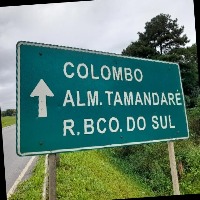 COLOMBO
ALM. TAMANDARÉ
R. BCO. DO SUL